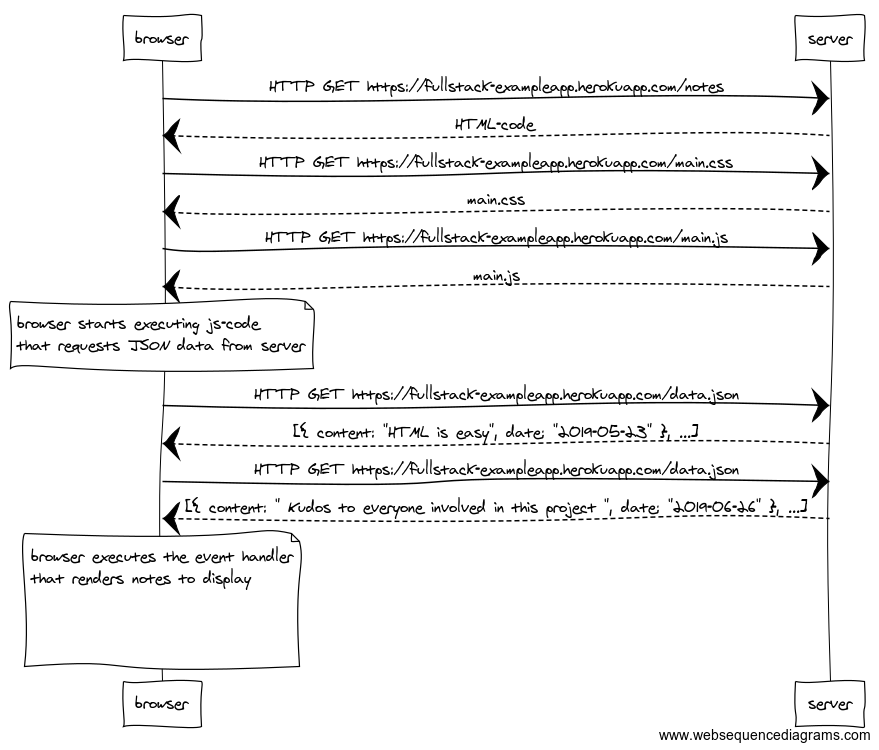 browser
server
HTTP GET https://fullstack-exampleapp.herokuapp.com/notes
HTML-code
HTTP GET https://fullstack-exampleapp.herokuapp.com/main.css
main.css
HTTP GET https://fullstack-exampleapp.herokuapp.com/main.js
main.js
browser starts executing js-code
that requests JSON data from server
HTTP GET https://fullstack-exampleapp.herokuapp.com/data.json
[{ content: "HTML is easy", date: "2019-05-23" }, ...]
HTTP GET https://fullstack-exampleapp.herokuapp.com/data.json
[{ content: " Kudos to everyone involved in this project ", date: "2019-06-26" }, ...]
browser executes the event handler
that renders notes to display
browser
server
www.websequencediagrams.com